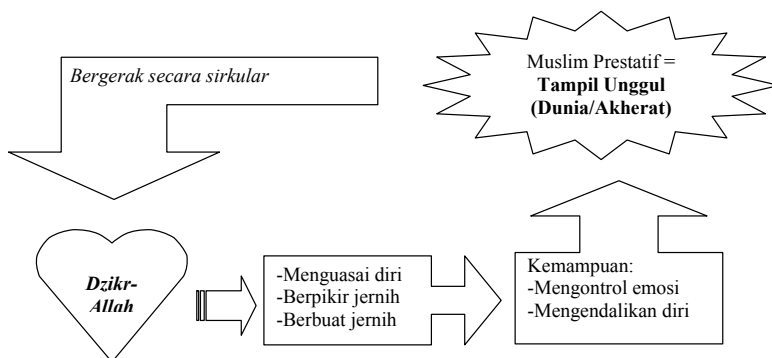 Bergerak secara sirkular
Muslim Prestatif =
Tampil Unggul
(Dunia/Akherat)
Dzikr-
Allah
-Menguasai diri
-Berpikir jernih
-Berbuat jernih
Kemampuan:
-Mengontrol emosi
-Mengendalikan diri